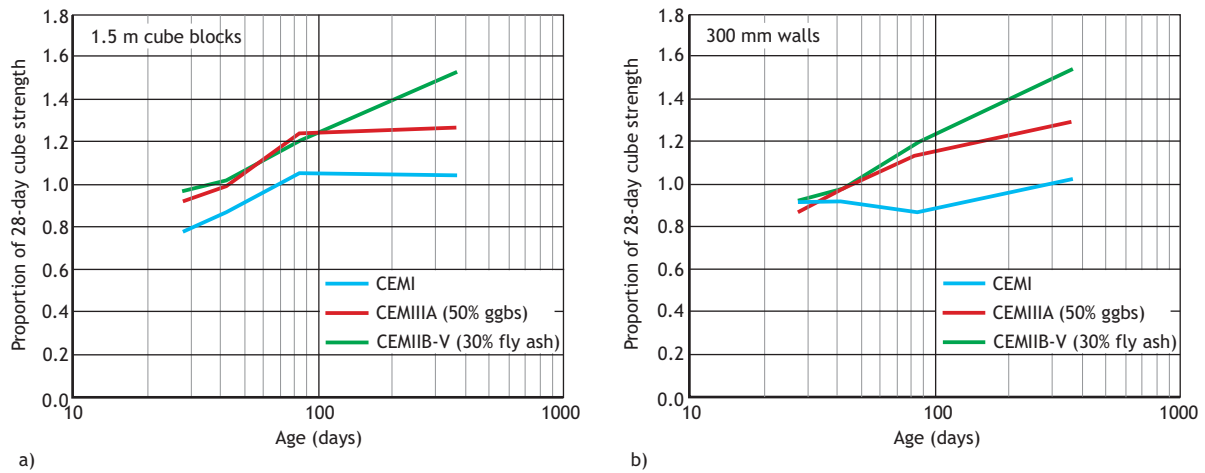 Proportion of 28-day cube strength
1.8
1.6
1.4
1.2
1.0
0.8
0.6
0.4
0.2
0.0
1.5 m cube blocks
CEMI
CEMIIIA (50% ggbs)
CEMIIB-V (30% fly ash)
10
100
1000
Age (days)
a)
Proportion of 28-day cube strength
1.8
1.6
1.4
1.2
1.0
0.8
0.6
0.4
0.2
0.0
300 mm walls
CEMI
CEMIIIA (50% ggbs)
CEMIIB-V (30% fly ash)
10
100
1000
Age (days)
b)